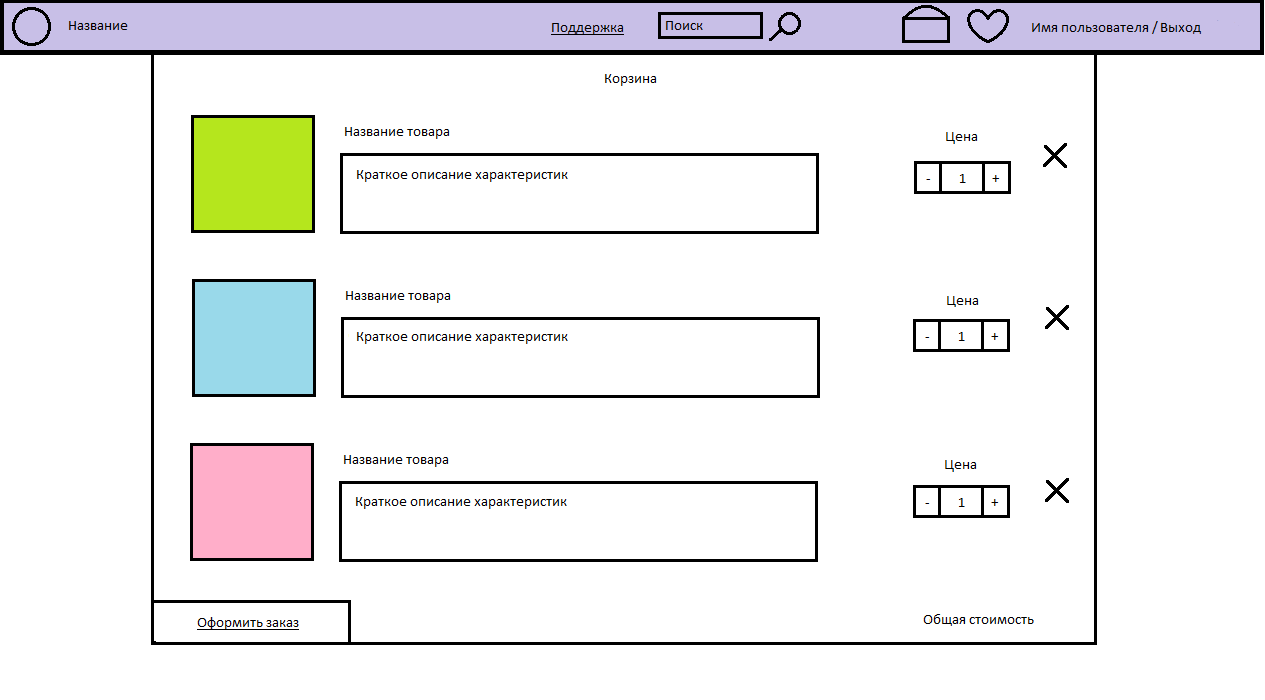 Название
Поддержка
Поиск
Имя пользователя / Выход
Корзина
Название товара
Краткое описание характеристик
Цена
- 1 +
Название товара
Краткое описание характеристик
Цена
- 1 +
Название товара
Краткое описание характеристик
Цена
- 1 +
Оформить заказ
Общая стоимость